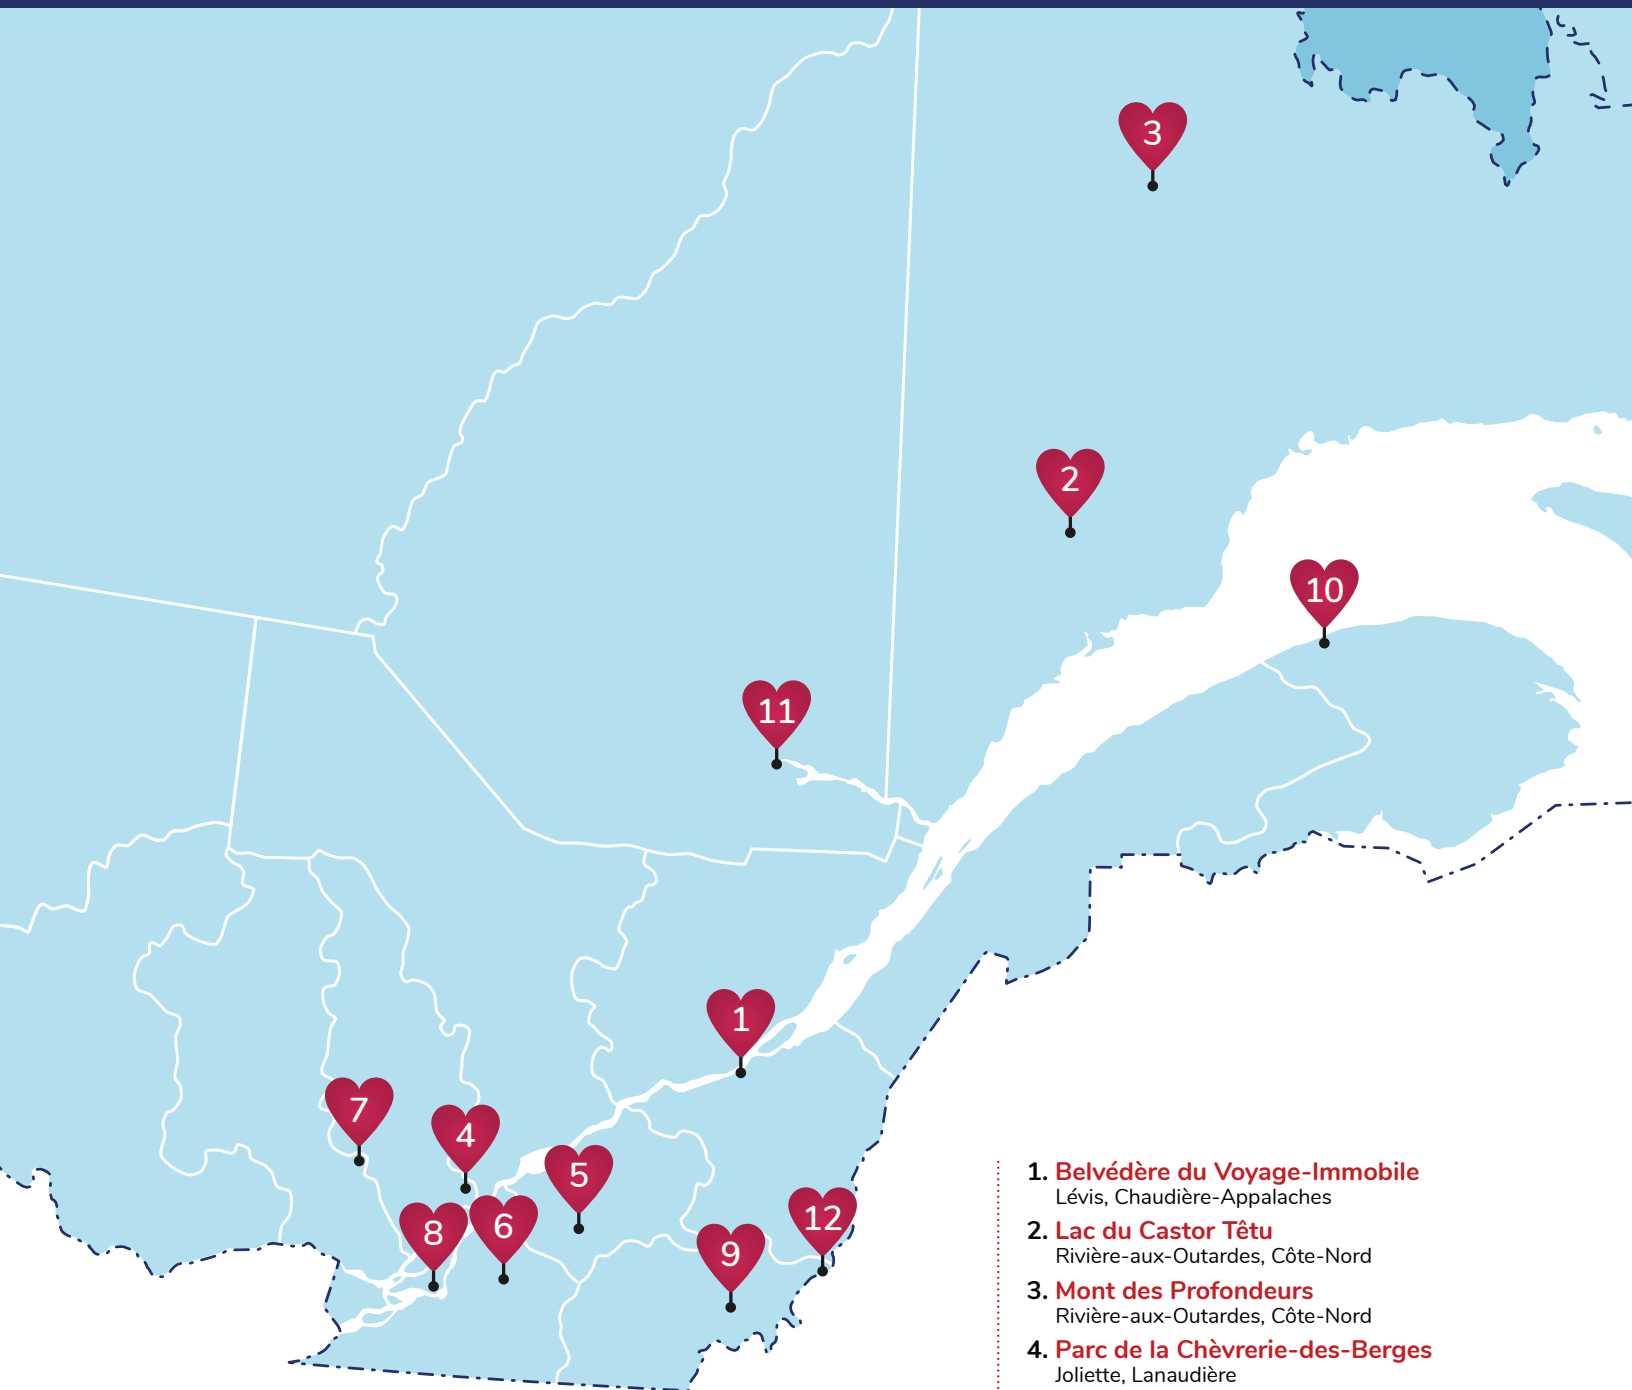 3
2
10
11
1
7
4
5
8
6
9
12
1. Belvédère du Voyage-Immobile
Lévis, Chaudière-Appalaches
2. Lac du Castor Têtu
Rivière-aux-Outardes, Côte-Nord
3. Mont des Profondeurs
Rivière-aux-Outardes, Côte-Nord
4. Parc de la Chèvrerie-des-Berges
Joliette, Lanaudière